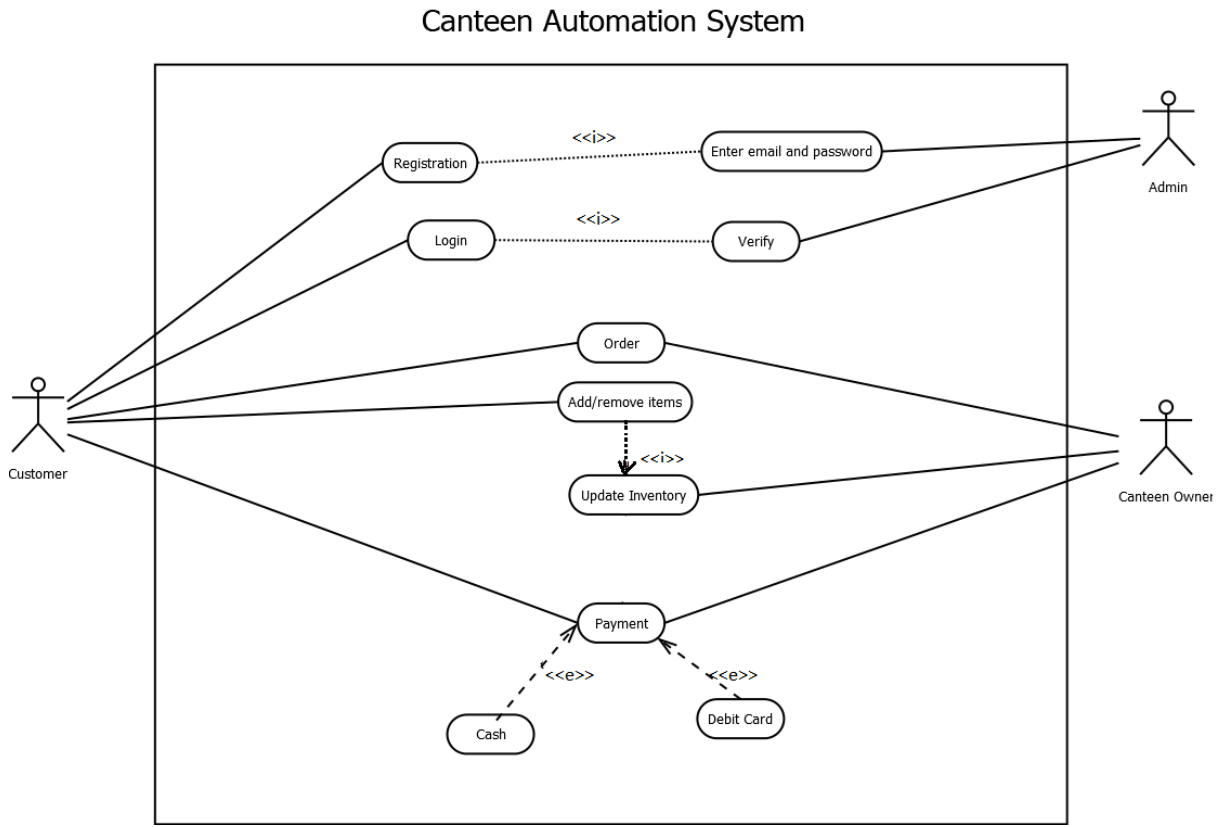 Canteen Automation System
<<i>>
Registration
Enter email and password
Admin
<<i>>
Login
Verify
Order
Add/remove items
<<i>>
Customer
Update Inventory
Canteen Owner
Payment
<<e>>
<<e>>
Cash
Debit Card